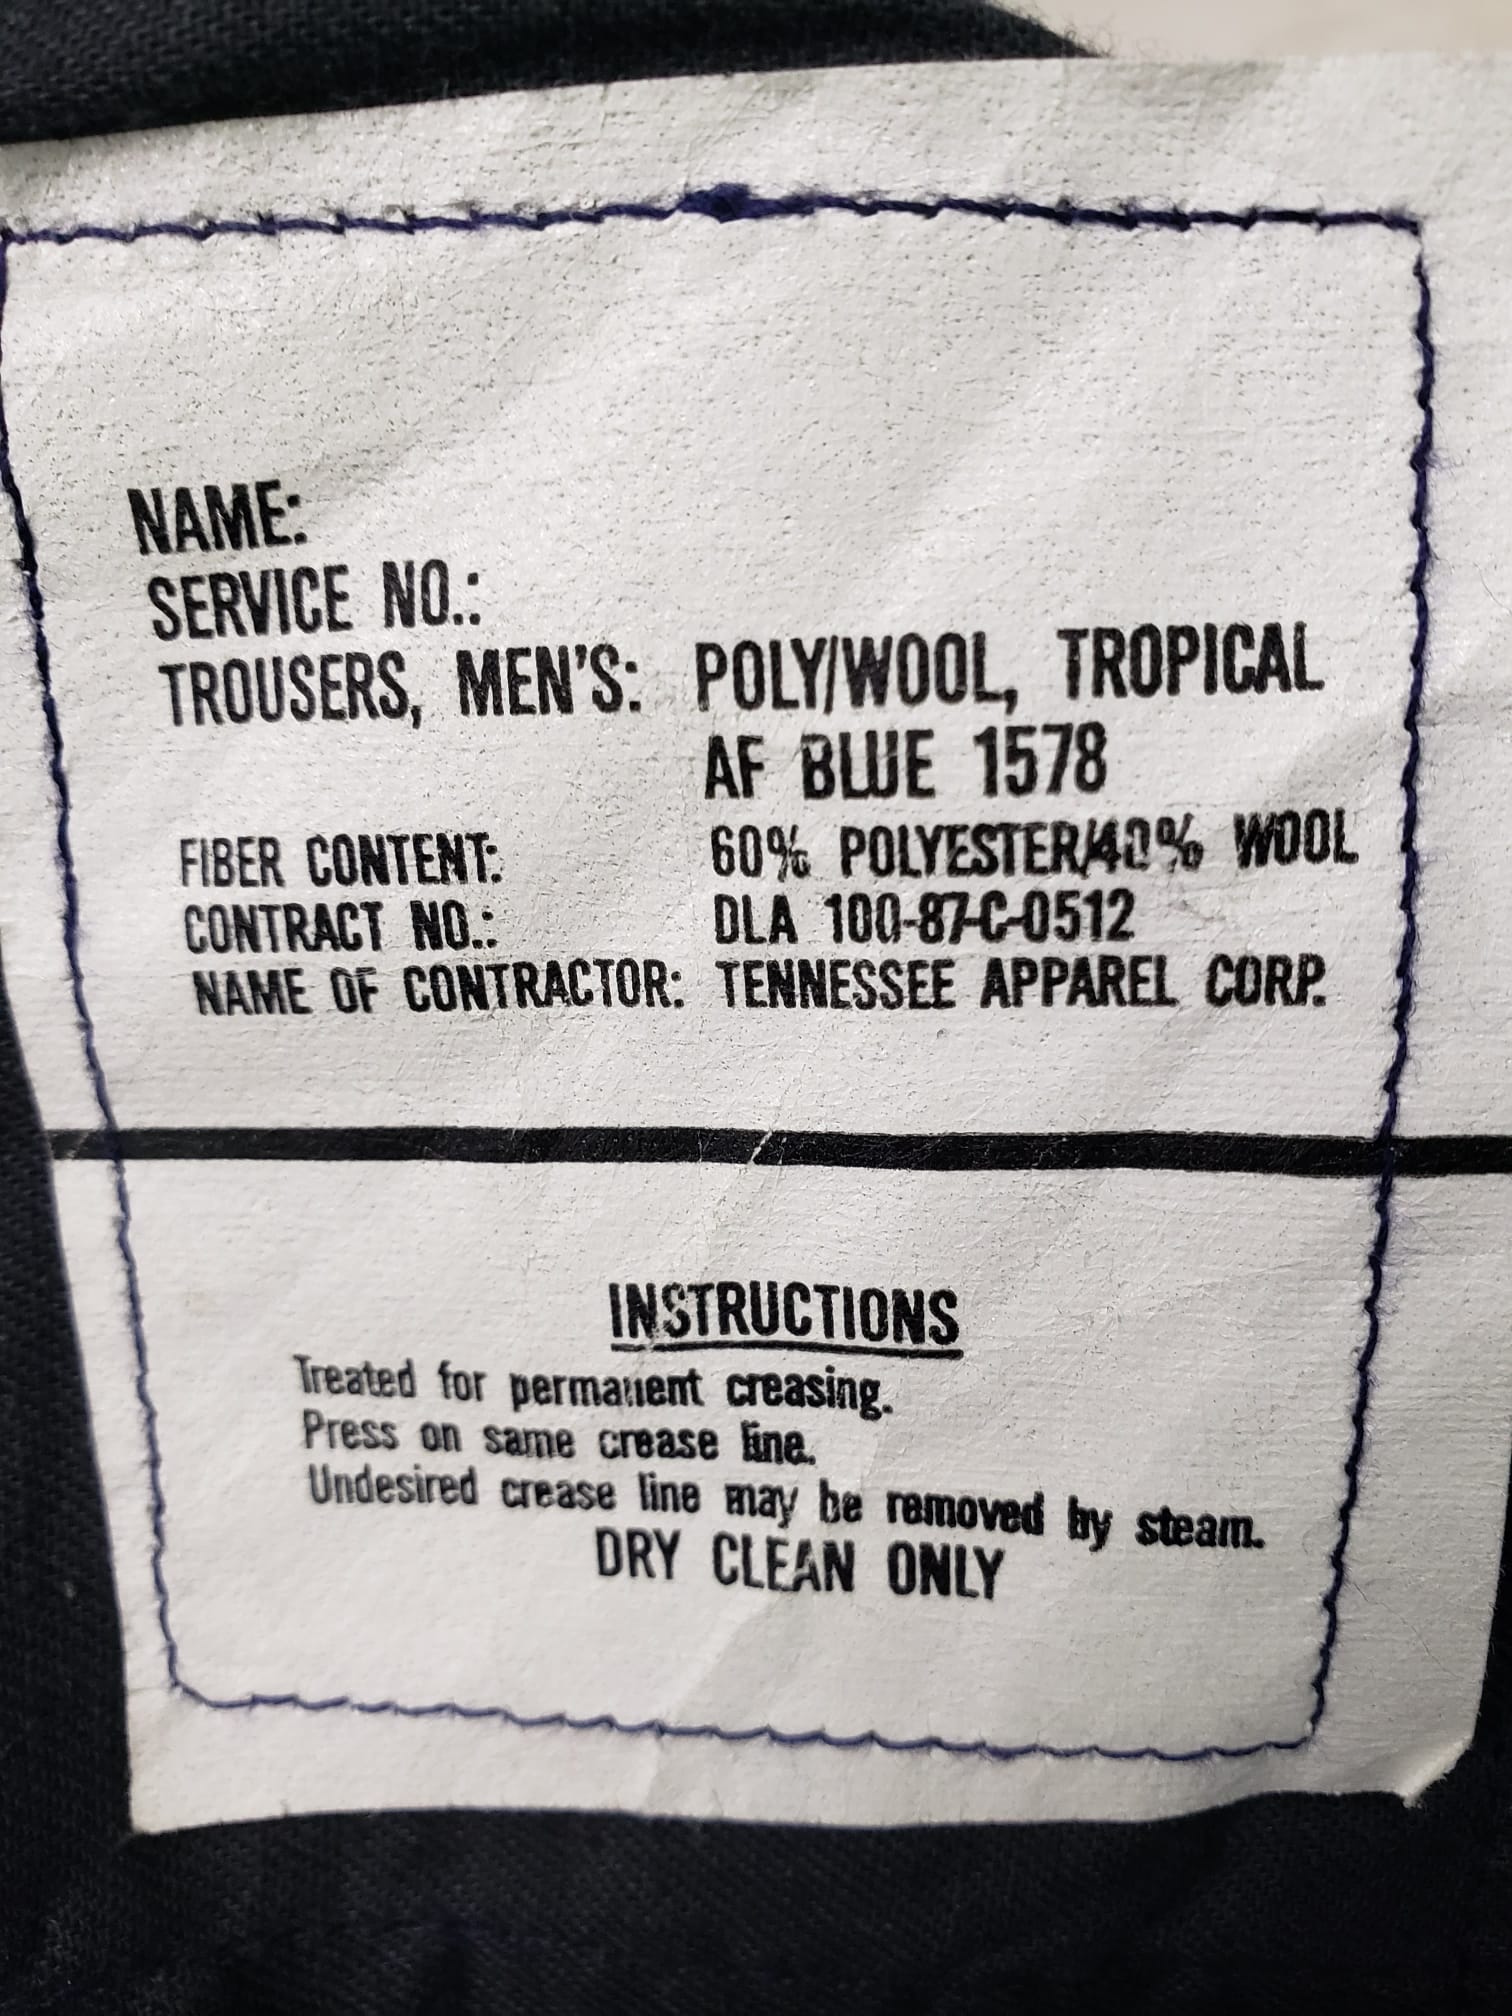 NAME:
SERVICE NO.:
TROUSERS, MEN'S: POLY/WOOL, TROPICAL
AF BLUE 1578
FIBER CONTENT: 60% POLYESTER/40% WOOL
CONTRACT NO.: DLA 100-87-C-0512
NAME OF CONTRACTOR: TENNESSEE APPAREL CORP.
INSTRUCTIONS
Treated for permanent creasing.
Press on same crease line.
Undesired crease line may be removed by steam.
DRY CLEAN ONLY